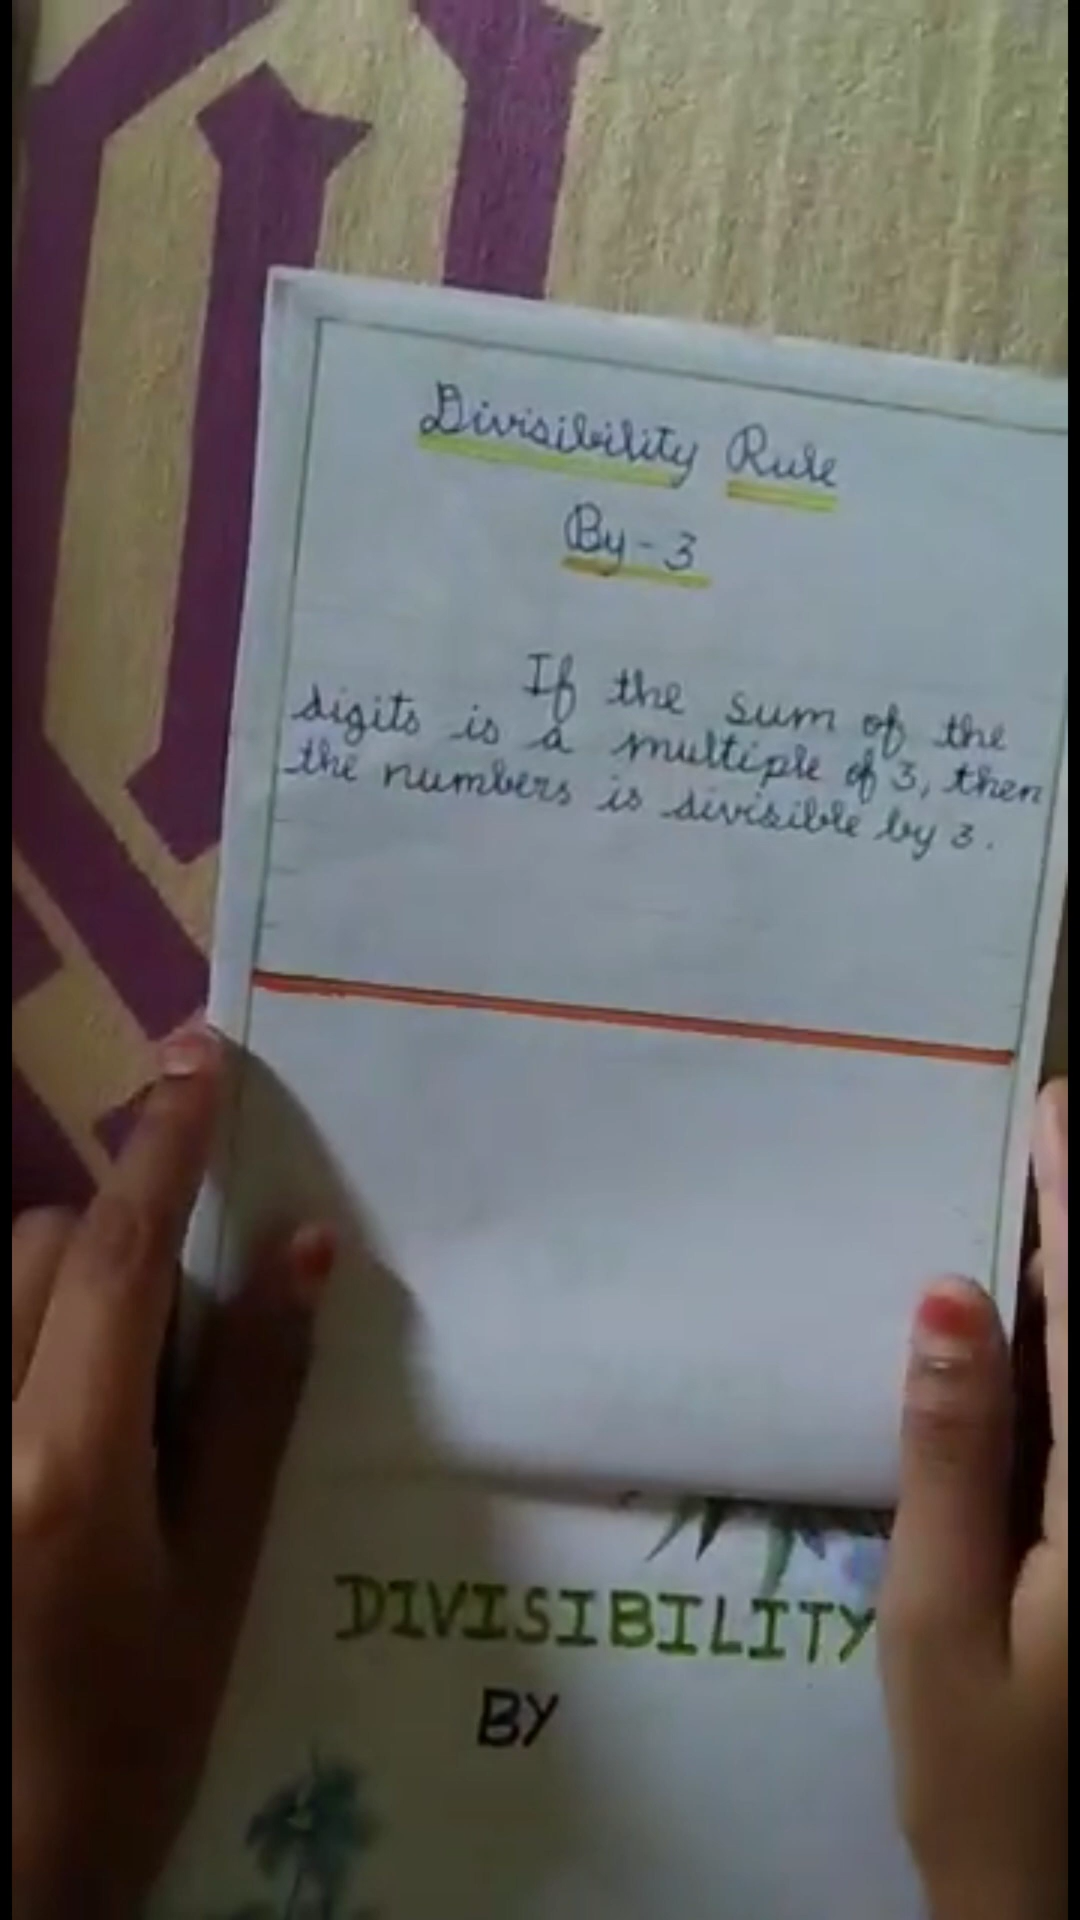 Divisibility Rule
By - 3
If the sum of the
digits is a multiple of 3, then
the numbers is divisible by 3.
DIVISIBILITY
BY